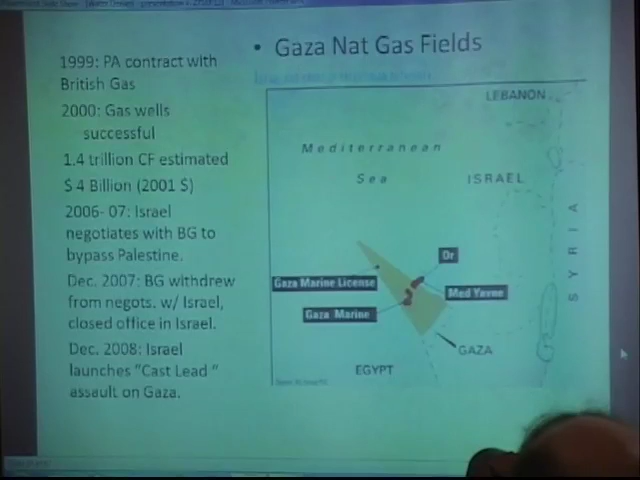 • Gaza Nat Gas Fields
1999: PA contract with
British Gas
2000: Gas wells
successful
1.4 trillion CF estimated
$ 4 Billion (2001 $)
2006- 07: Israel
negotiates with BG to
bypass Palestine.
Dec. 2007: BG withdrew
from negots. w/ Israel,
closed office in Israel.
Dec. 2008: Israel
launches "Cast Lead "
assault on Gaza.
LEBANON
Mediterranean
Sea
ISRAEL
SYRIA
Or
Gaza Marine License
Med Yavne
Gaza Marine
GAZA
EGYPT